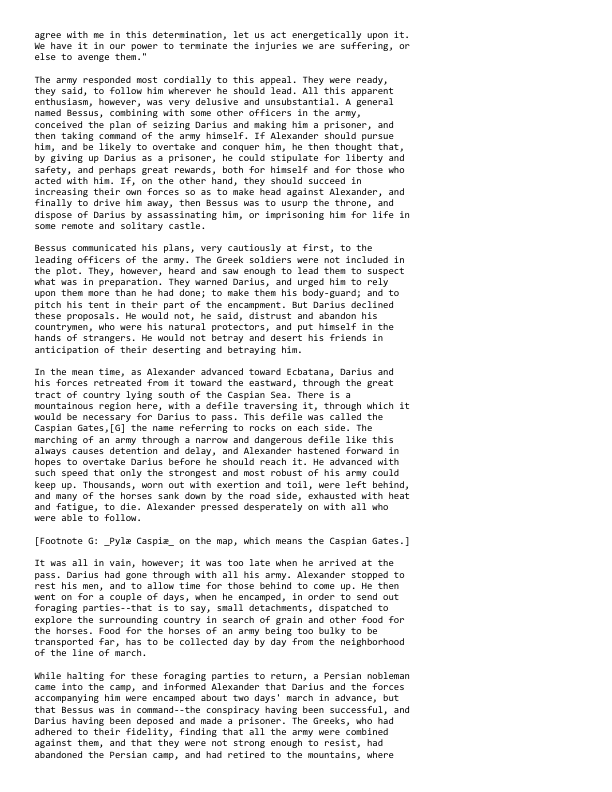 agree with me in this determination, let us act energetically upon it.
We have it in our power to terminate the injuries we are suffering, or
else to avenge them."
The army responded most cordially to this appeal. They were ready,
they said, to follow him wherever he should lead. All this apparent
enthusiasm, however, was very delusive and unsubstantial. A general
named Bessus, combining with some other officers in the army,
conceived the plan of seizing Darius and making him a prisoner, and
then taking command of the army himself. If Alexander should pursue
him, and be likely to overtake and conquer him, he then thought that,
by giving up Darius as a prisoner, he could stipulate for liberty and
safety, and perhaps great rewards, both for himself and for those who
acted with him. If, on the other hand, they should succeed in
increasing their own forces so as to make head against Alexander, and
finally to drive him away, then Bessus was to usurp the throne, and
dispose of Darius by assassinating him, or imprisoning him for life in
some remote and solitary castle.
Bessus communicated his plans, very cautiously at first, to the
leading officers of the army. The Greek soldiers were not included in
the plot. They, however, heard and saw enough to lead them to suspect
what was in preparation. They warned Darius, and urged him to rely
upon them more than he had done; to make them his body-guard; and to
pitch his tent in their part of the encampment. But Darius declined
these proposals. He would not, he said, distrust and abandon his
countrymen, who were his natural protectors, and put himself in the
hands of strangers. He would not betray and desert his friends in
anticipation of their deserting and betraying him.
In the mean time, as Alexander advanced toward Ecbatana, Darius and
his forces retreated from it toward the eastward, through the great
tract of country lying south of the Caspian Sea. There is a
mountainous region here, with a defile traversing it, through which it
would be necessary for Darius to pass. This defile was called the
Caspian Gates,[G] the name referring to rocks on each side. The
marching of an army through a narrow and dangerous defile like this
always causes detention and delay, and Alexander hastened forward in
hopes to overtake Darius before he should reach it. He advanced with
such speed that only the strongest and most robust of his army could
keep up. Thousands, worn out with exertion and toil, were left behind,
and many of the horses sank down by the road side, exhausted with heat
and fatigue, to die. Alexander pressed desperately on with all who
were able to follow.
[Footnote G: _Pylæ Caspiæ_ on the map, which means the Caspian Gates.]
It was all in vain, however; it was too late when he arrived at the
pass. Darius had gone through with all his army. Alexander stopped to
rest his men, and to allow time for those behind to come up. He then
went on for a couple of days, when he encamped, in order to send out
foraging parties--that is to say, small detachments, dispatched to
explore the surrounding country in search of grain and other food for
the horses. Food for the horses of an army being too bulky to be
transported far, has to be collected day by day from the neighborhood
of the line of march.
While halting for these foraging parties to return, a Persian nobleman
came into the camp, and informed Alexander that Darius and the forces
accompanying him were encamped about two days' march in advance, but
that Bessus was in command--the conspiracy having been successful, and
Darius having been deposed and made a prisoner. The Greeks, who had
adhered to their fidelity, finding that all the army were combined
against them, and that they were not strong enough to resist, had
abandoned the Persian camp, and had retired to the mountains, where